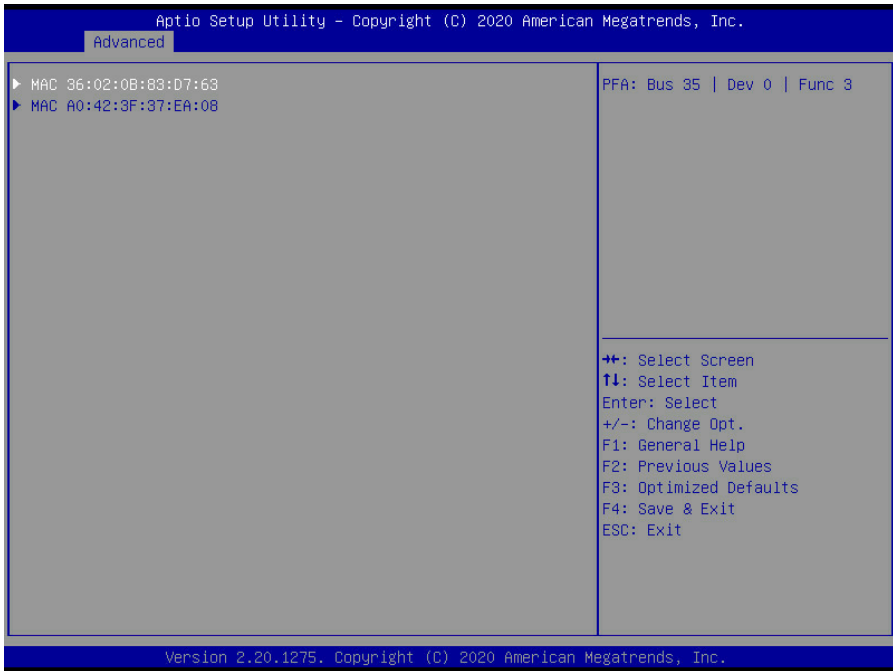 Aptio Setup Utility – Copyright (C) 2020 American Megatrends, Inc.
Advanced
▶ MAC 36:02:0B:83:D7:63
▶ MAC A0:42:3F:37:EA:08
PFA: Bus 35 | Dev 0 | Func 3
→←: Select Screen
↑↓: Select Item
Enter: Select
+/-: Change Opt.
F1: General Help
F2: Previous Values
F3: Optimized Defaults
F4: Save & Exit
ESC: Exit
Version 2.20.1275. Copyright (C) 2020 American Megatrends, Inc.